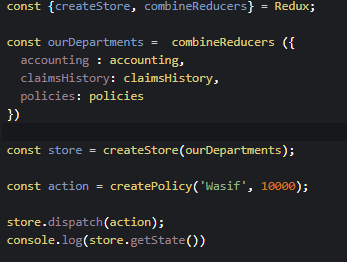 const {createStore, combineReducers} = Redux;
const ourDepartments =  combineReducers ({
  accounting : accounting,
  claimsHistory: claimsHistory,
  policies: policies
})
const store = createStore(ourDepartments);
const action = createPolicy('Wasif', 10000);
store.dispatch(action);
console.log(store.getState())